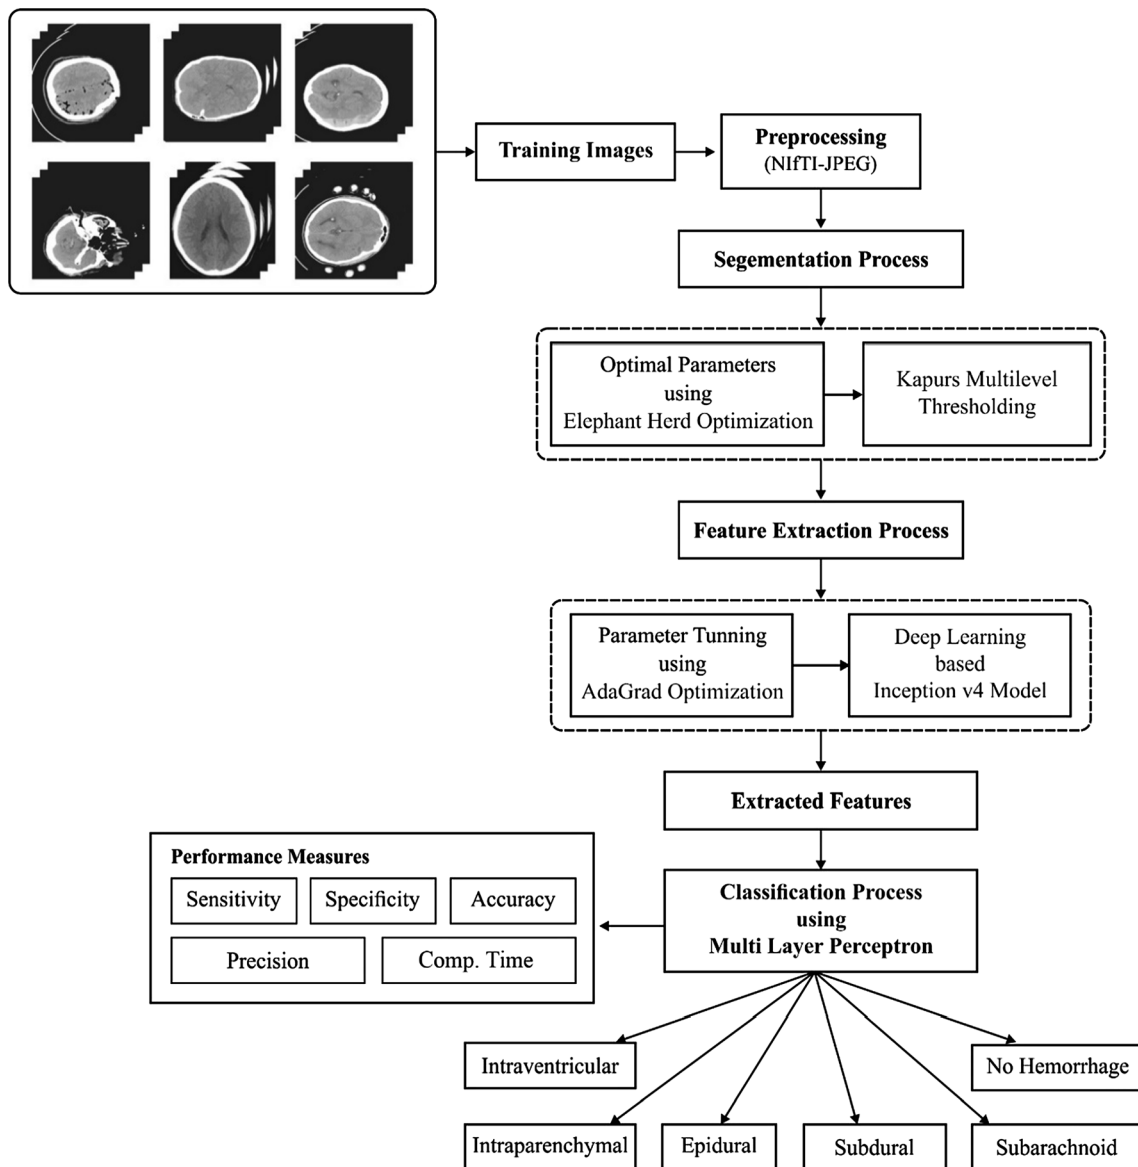 Training Images
Preprocessing
(NIfTI-JPEG)
Segementation Process
Optimal Parameters
using
Elephant Herd Optimization
Kapurs Multilevel
Thresholding
Feature Extraction Process
Parameter Tunning
using
AdaGrad Optimization
Deep Learning
based
Inception v4 Model
Extracted Features
Performance Measures
Sensitivity
Specificity
Accuracy
Precision
Comp. Time
Classification Process
using
Multi Layer Perceptron
Intraventricular
No Hemorrhage
Intraparenchymal
Epidural
Subdural
Subarachnoid